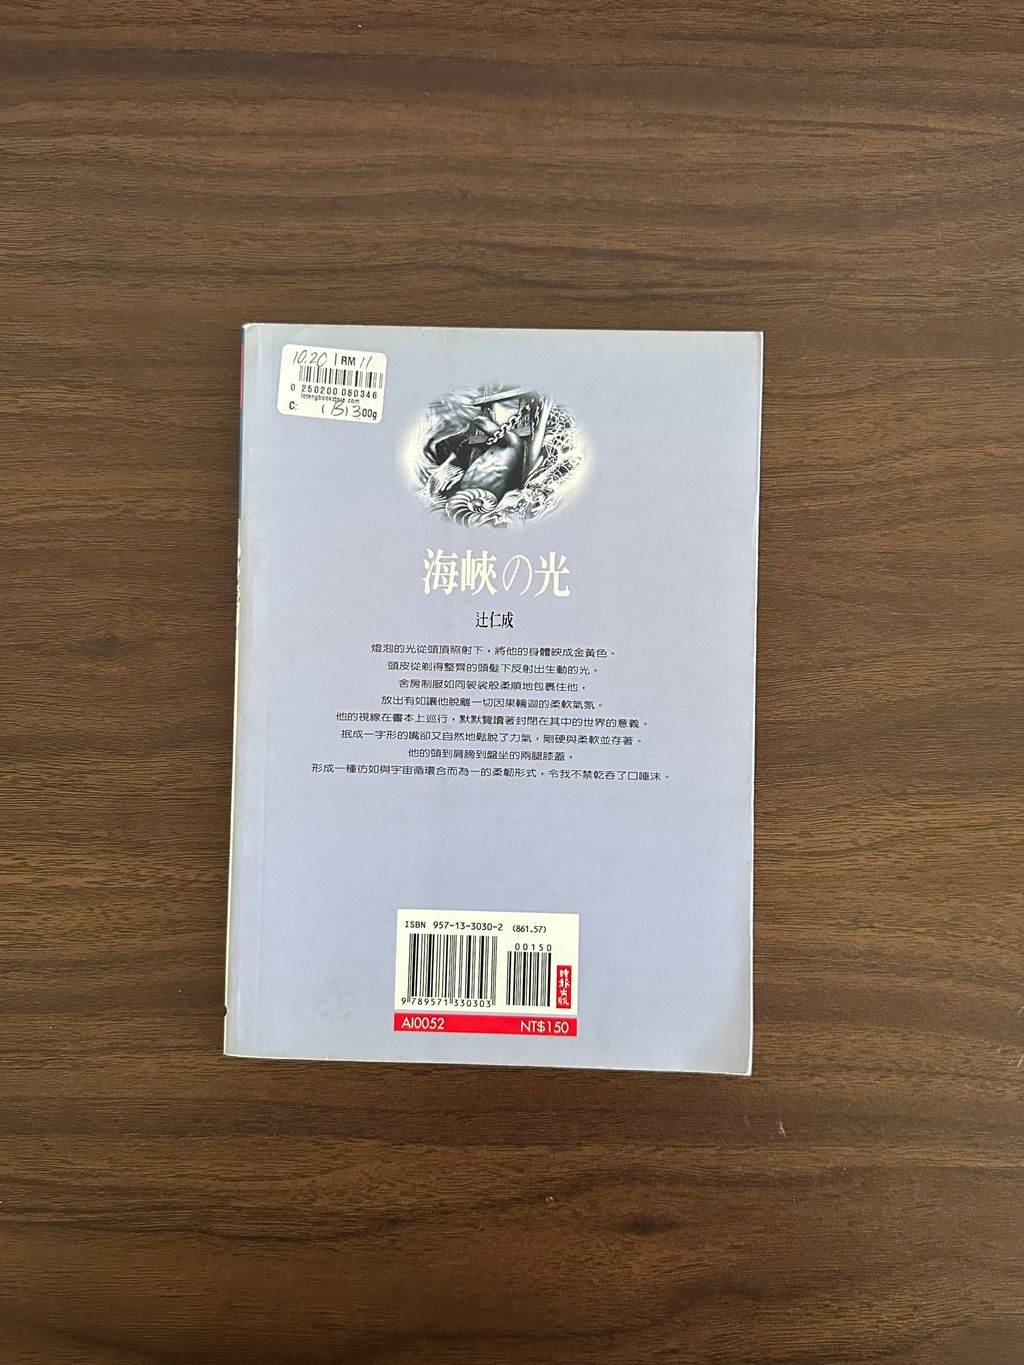 10.20
RM 11
0 250200 060346
lotengbookstore.com
C:
300g
海峽の光
辻仁成
燈泡的光從頭頂照射下，將他的身體映成金黃色。
頭皮從剃得整齊的頭髮下反射出生動的光。
舍房制服如同袈裟般柔順地包裹住他，
放出有如讓他脫離一切因果輪迴的柔軟氣氛。
他的視線在書本上巡行，默默覽讀著封閉在其中的世界的意義。
抿成一字形的嘴卻又自然地鬆脫了力氣，剛硬與柔軟並存著。
他的頭到肩膀到盤坐的兩腿膝蓋，
形成一種彷如與宇宙循環合而為一的柔韌形式，令我不禁乾吞了口唾沫。
ISBN 957-13-3030-2 (861.57)
00150
9 789571 330303
時報出版
AI0052 NT$150